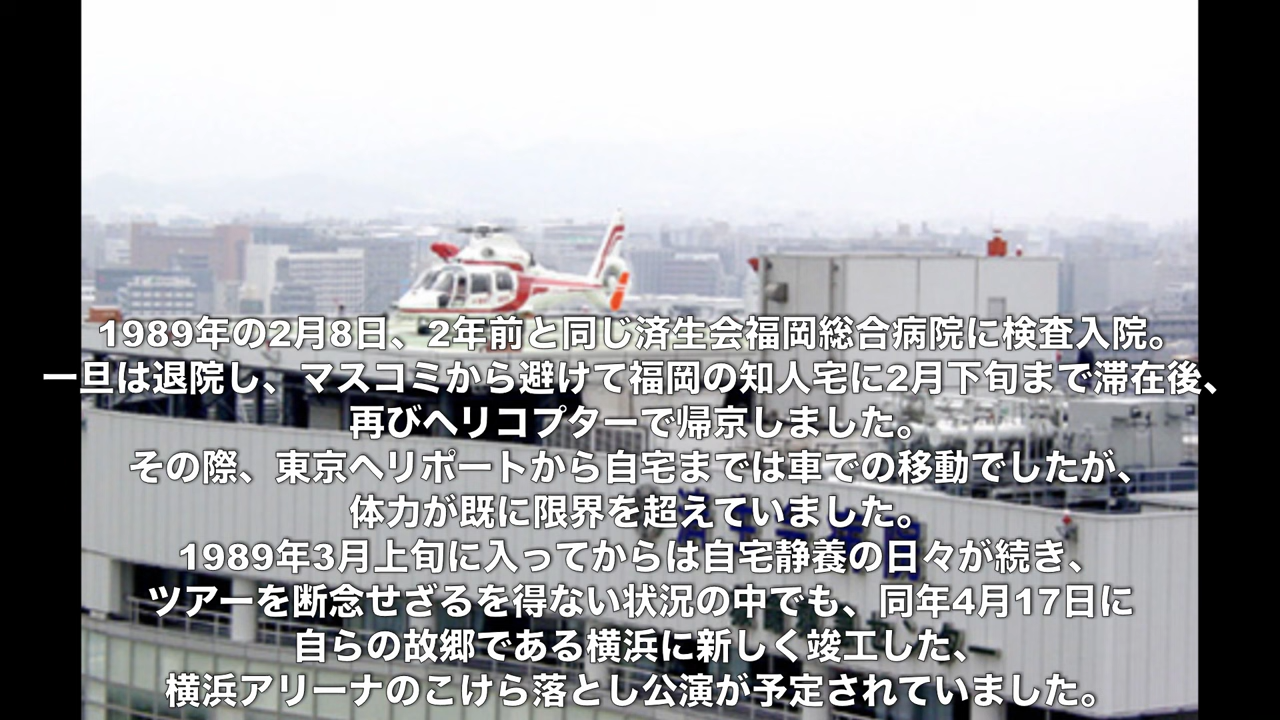 1989年の2月8日、2年前と同じ済生会福岡総合病院に検査入院。
一旦は退院し、マスコミから避けて福岡の知人宅に2月下旬まで滞在後、
再びヘリコプターで帰京しました。
その際、東京ヘリポートから自宅までは車での移動でしたが、
体力が既に限界を超えていました。
1989年3月上旬に入ってからは自宅静養の日々が続き、
ツアーを断念せざるを得ない状況の中でも、同年4月17日に
自らの故郷である横浜に新しく竣工した、
横浜アリーナのこけら落とし公演が予定されていました。